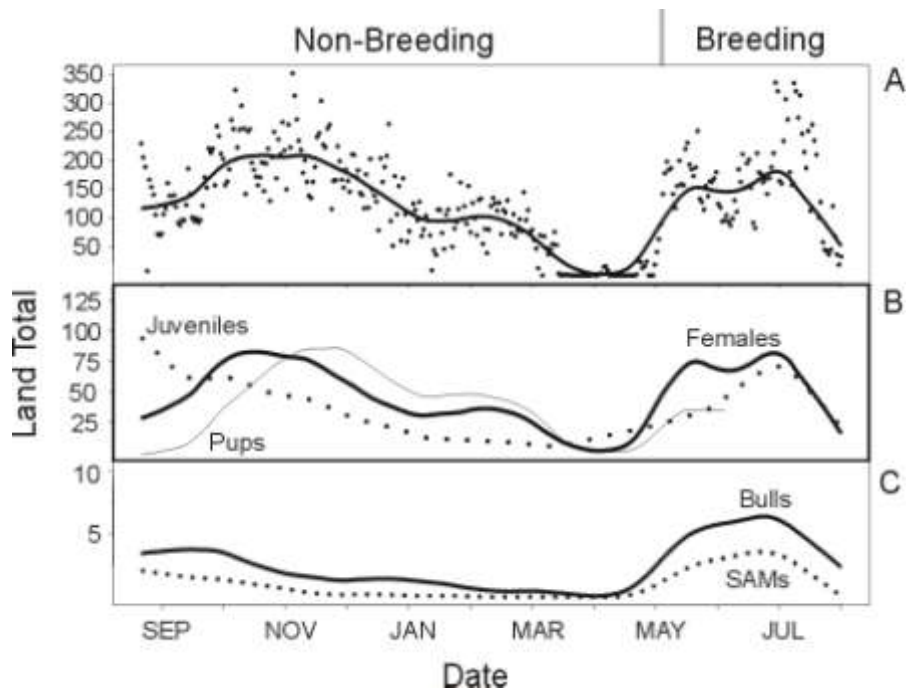 Non-Breeding Breeding
A
350
300
250
200
150
100
50
Land Total
B
125
100
75
50
25
Juveniles
Females
Pups
C
10
5
Bulls
SAMs
SEP NOV JAN MAR MAY JUL
Date